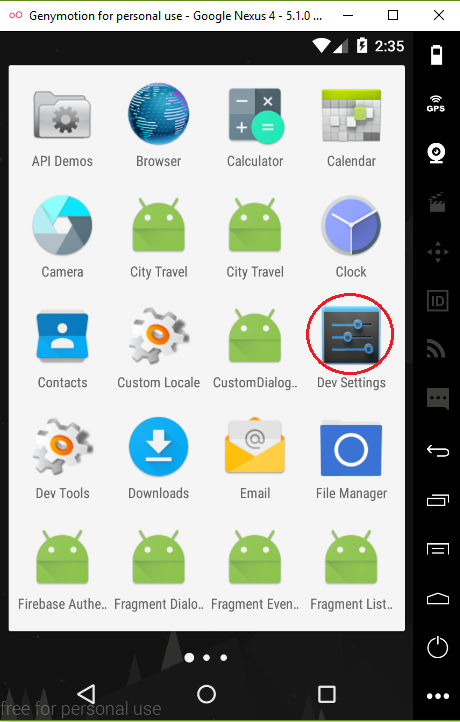 Genymotion for personal use - Google Nexus 4 - 5.1.0 ...
2:35
GPS
API Demos
Browser
Calculator
Calendar
Camera
City Travel
City Travel
Clock
ID
Contacts
Custom Locale
CustomDialog..
Dev Settings
Dev Tools
Downloads
Email
File Manager
Firebase Authe..
Fragment Dialo..
Fragment Even..
Fragment List..
free for personal use